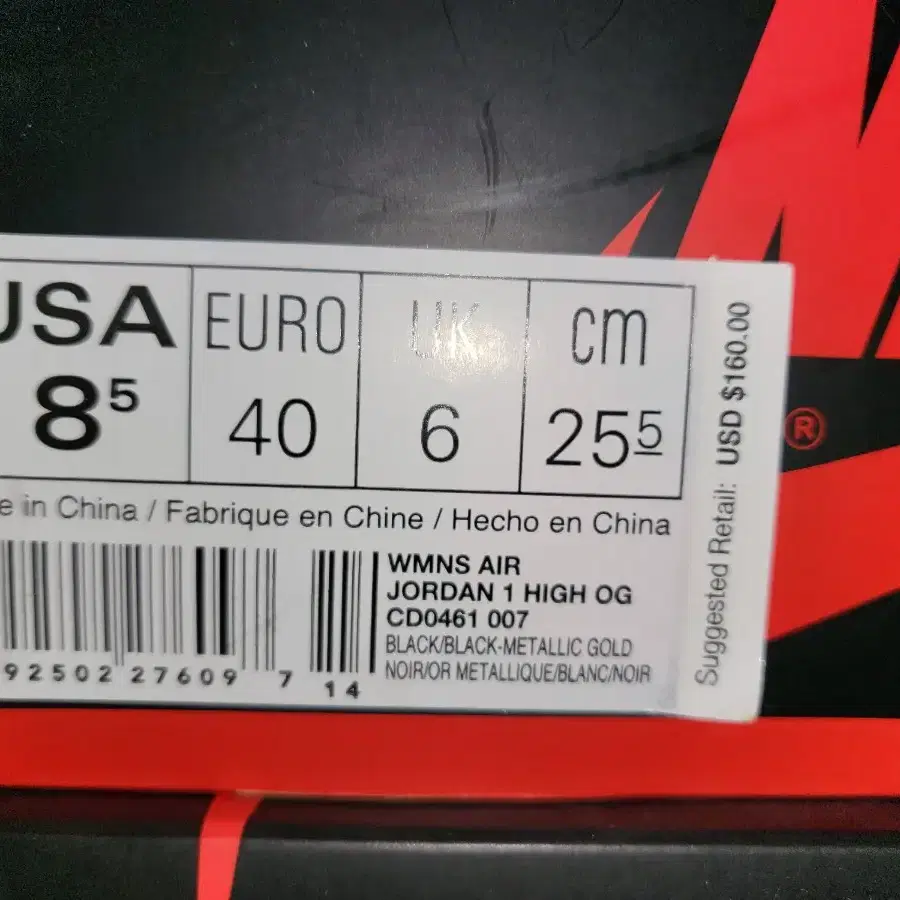 USA EURO UK cm
8⁵ 40 6 25⁵
e in China / Fabrique en Chine / Hecho en China
WMNS AIR
JORDAN 1 HIGH OG
CD0461 007
BLACK/BLACK-METALLIC GOLD
NOIR/OR METALLIQUE/BLANC/NOIR
92502 27609 7 14
Suggested Retail: USD $160.00
®